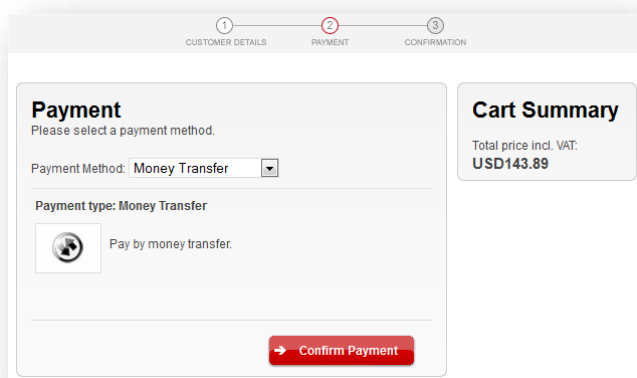 1 2 3
CUSTOMER DETAILS PAYMENT CONFIRMATION
Payment
Please select a payment method.
Payment Method: Money Transfer
Payment type: Money Transfer
Pay by money transfer.
Confirm Payment
Cart Summary
Total price incl. VAT:
USD143.89